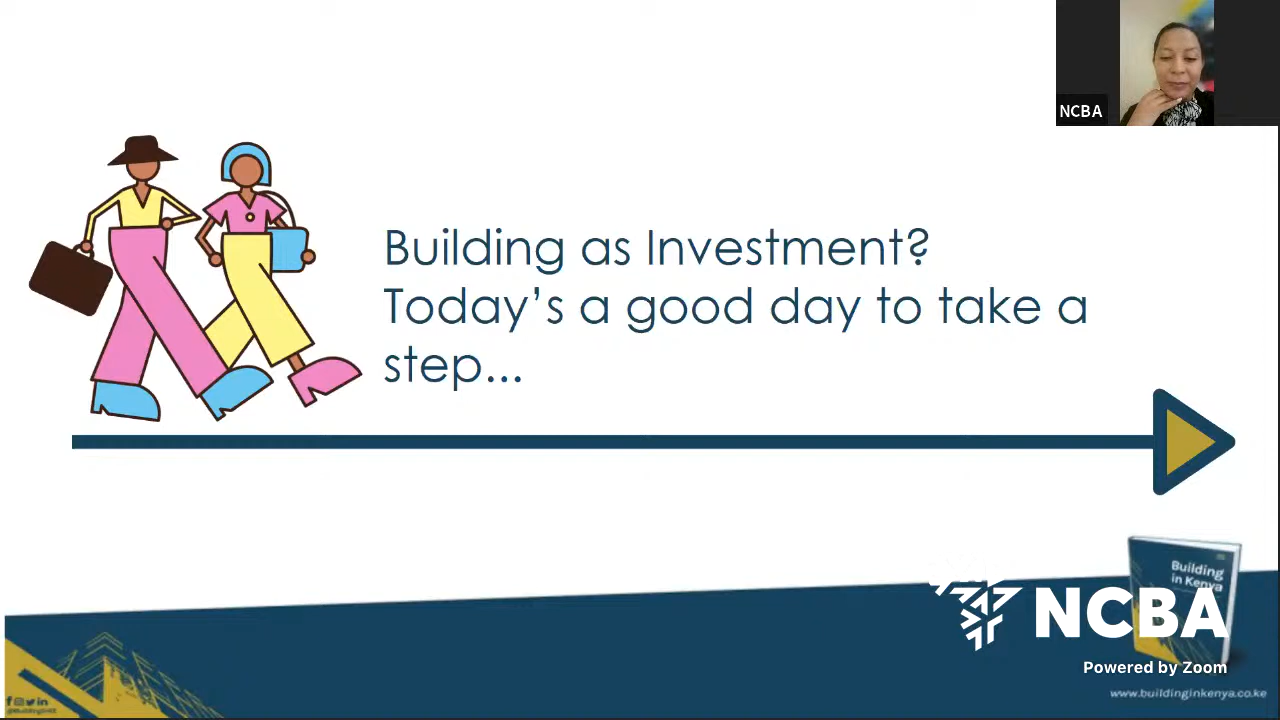 NCBA
Building as Investment?
Today's a good day to take a
step...
Building
in Kenya
NCBA
Powered by Zoom
www.buildinginkenya.co.ke